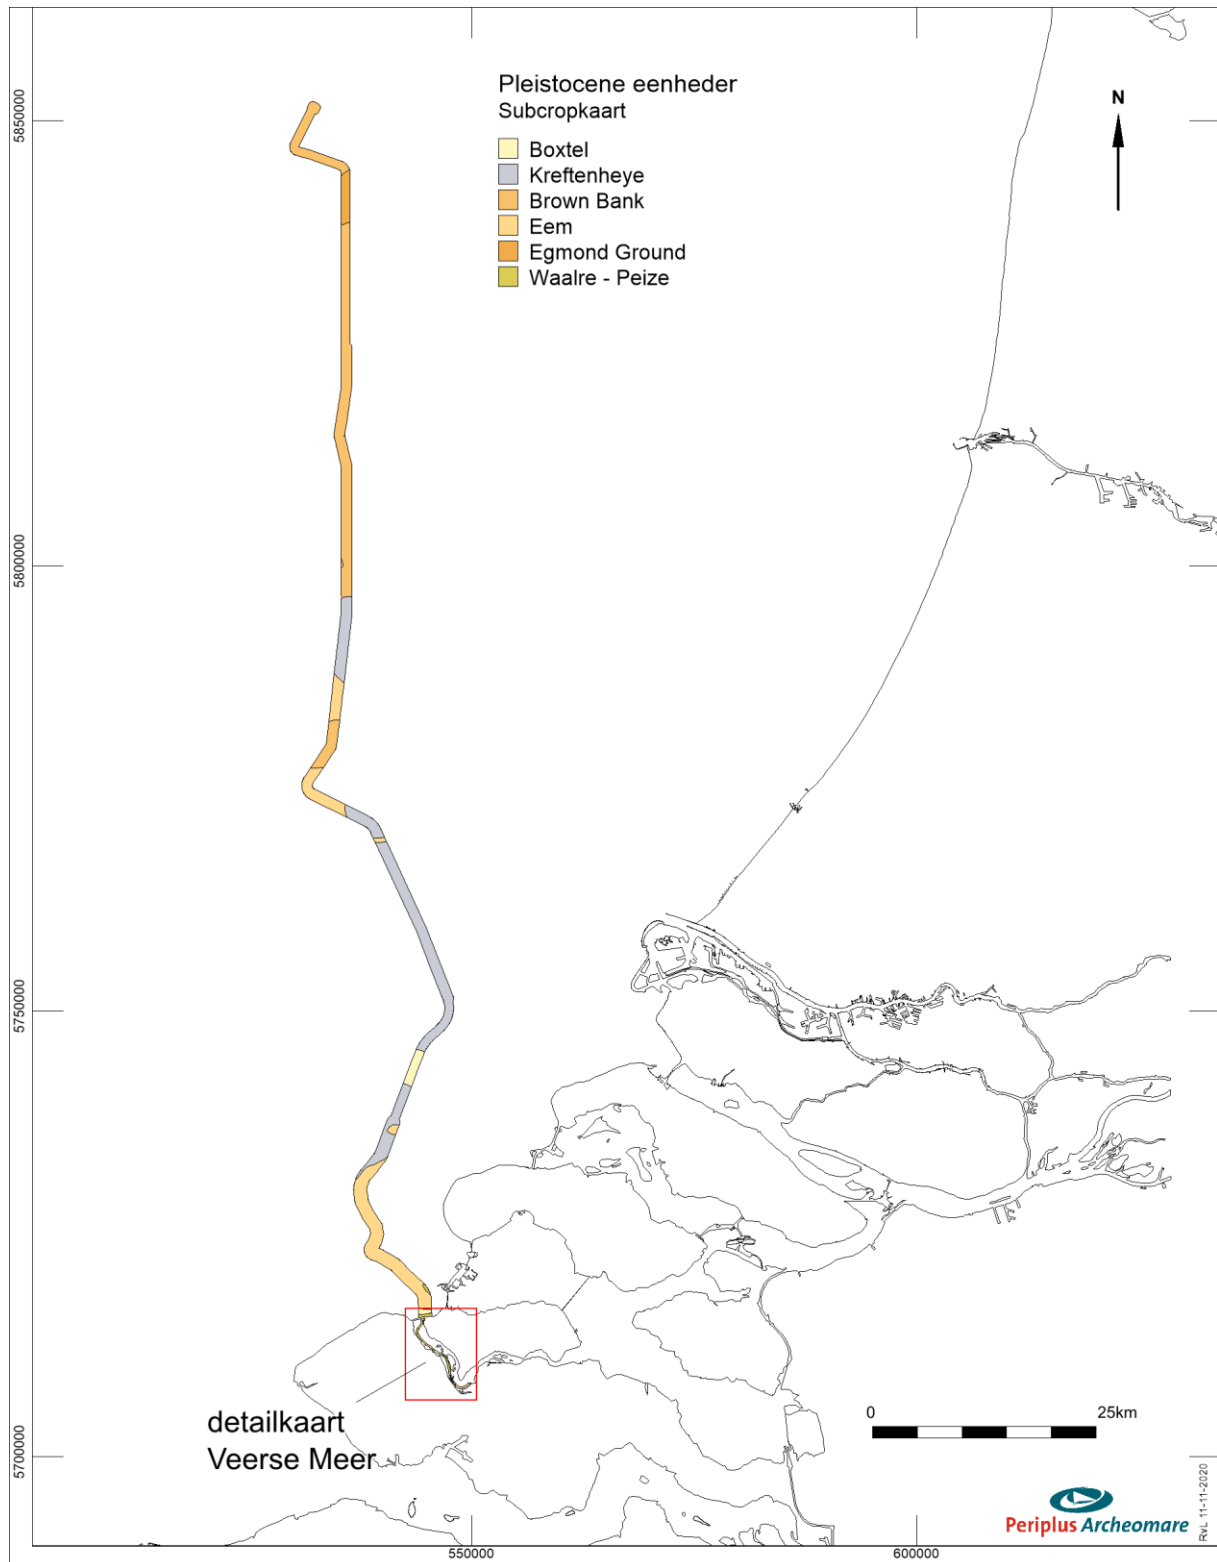 Pleistocene eenheder
Subcropkaart
Boxtel
Kreftenheye
Brown Bank
Eem
Egmond Ground
Waalre - Peize
N
5850000
5800000
5750000
5700000
detailkaart
Veerse Meer
0 25km
Periplus Archeomare
RvL 11-11-2020
550000 600000